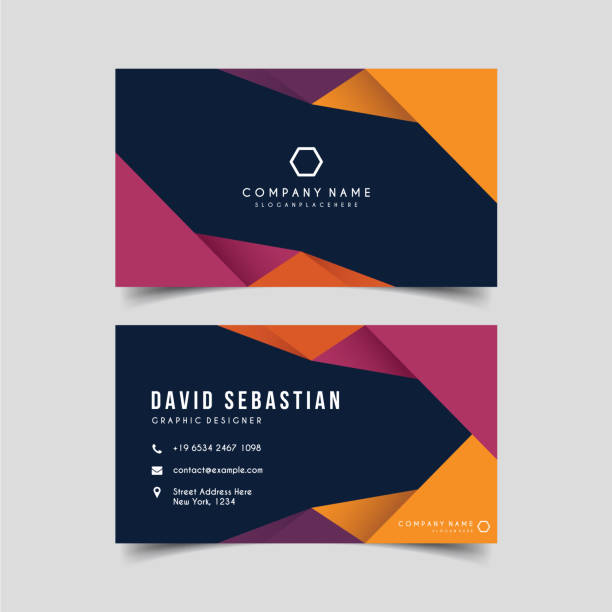 COMPANY NAME
SLOGANPLACEHERE
DAVID SEBASTIAN
GRAPHIC DESIGNER
+19 6534 2467 1098
contact@example.com
Street Address Here
New York, 1234
COMPANY NAME
SLOGANPLACEHERE